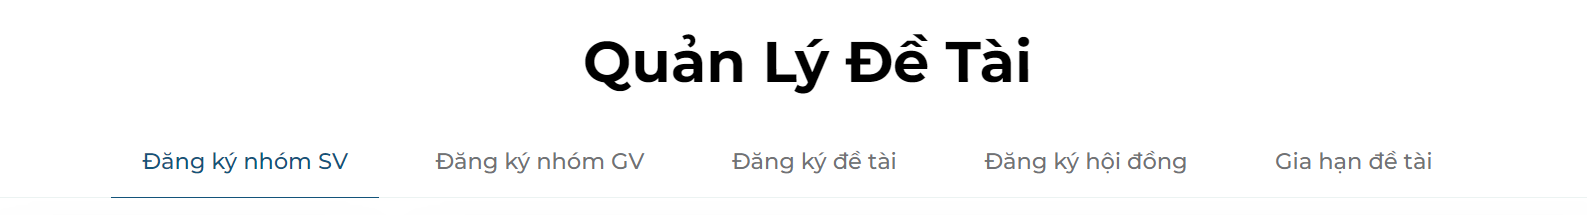 Quản Lý Đề Tài
Đăng ký nhóm SV Đăng ký nhóm GV Đăng ký đề tài Đăng ký hội đồng Gia hạn đề tài